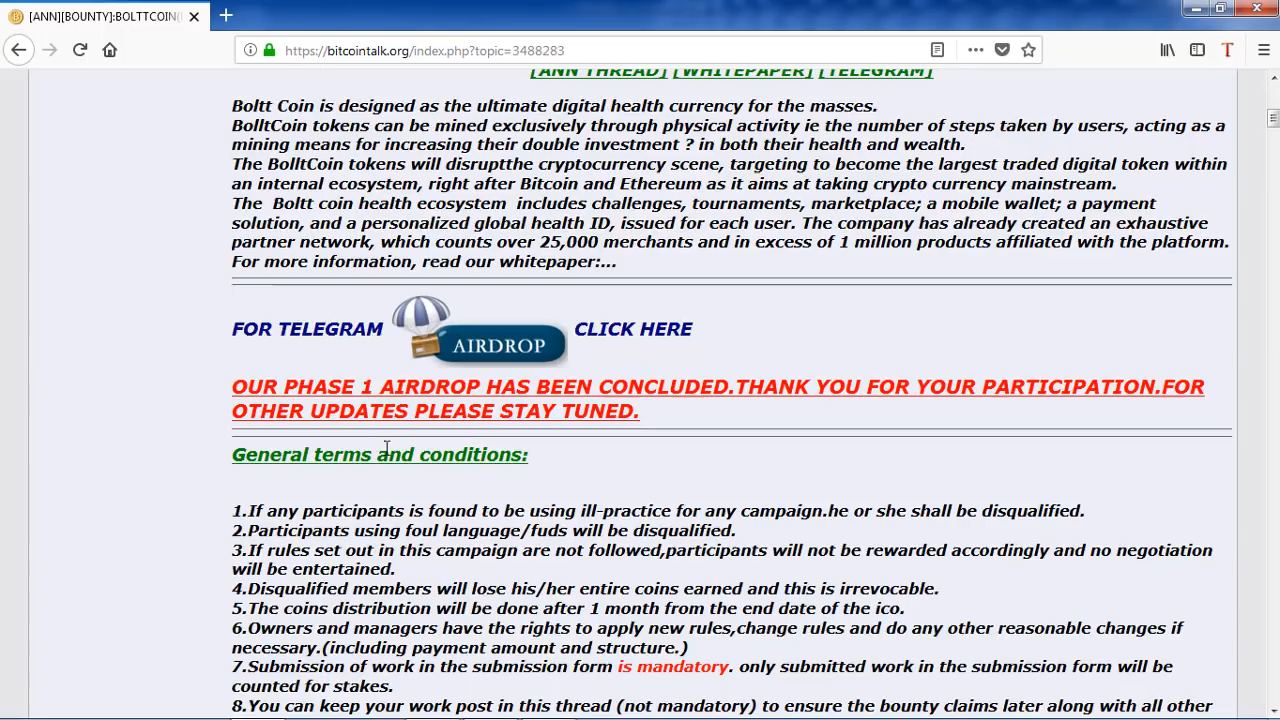 [ANN][BOUNTY]:BOLTTCOIN(
https://bitcointalk.org/index.php?topic=3488283
[ANN THREAD] [WHITEPAPER] [TELEGRAM]
Boltt Coin is designed as the ultimate digital health currency for the masses.
BolltCoin tokens can be mined exclusively through physical activity ie the number of steps taken by users, acting as a
mining means for increasing their double investment ? in both their health and wealth.
The BolltCoin tokens will disruptthe cryptocurrency scene, targeting to become the largest traded digital token within
an internal ecosystem, right after Bitcoin and Ethereum as it aims at taking crypto currency mainstream.
The  Boltt coin health ecosystem  includes challenges, tournaments, marketplace; a mobile wallet; a payment
solution, and a personalized global health ID, issued for each user. The company has already created an exhaustive
partner network, which counts over 25,000 merchants and in excess of 1 million products affiliated with the platform.
For more information, read our whitepaper:...
FOR TELEGRAM AIRDROP CLICK HERE
OUR PHASE 1 AIRDROP HAS BEEN CONCLUDED.THANK YOU FOR YOUR PARTICIPATION.FOR
OTHER UPDATES PLEASE STAY TUNED.
General terms and conditions:
1.If any participants is found to be using ill-practice for any campaign.he or she shall be disqualified.
2.Participants using foul language/fuds will be disqualified.
3.If rules set out in this campaign are not followed,participants will not be rewarded accordingly and no negotiation
will be entertained.
4.Disqualified members will lose his/her entire coins earned and this is irrevocable.
5.The coins distribution will be done after 1 month from the end date of the ico.
6.Owners and managers have the rights to apply new rules,change rules and do any other reasonable changes if
necessary.(including payment amount and structure.)
7.Submission of work in the submission form is mandatory. only submitted work in the submission form will be
counted for stakes.
8.You can keep your work post in this thread (not mandatory) to ensure the bounty claims later along with all other